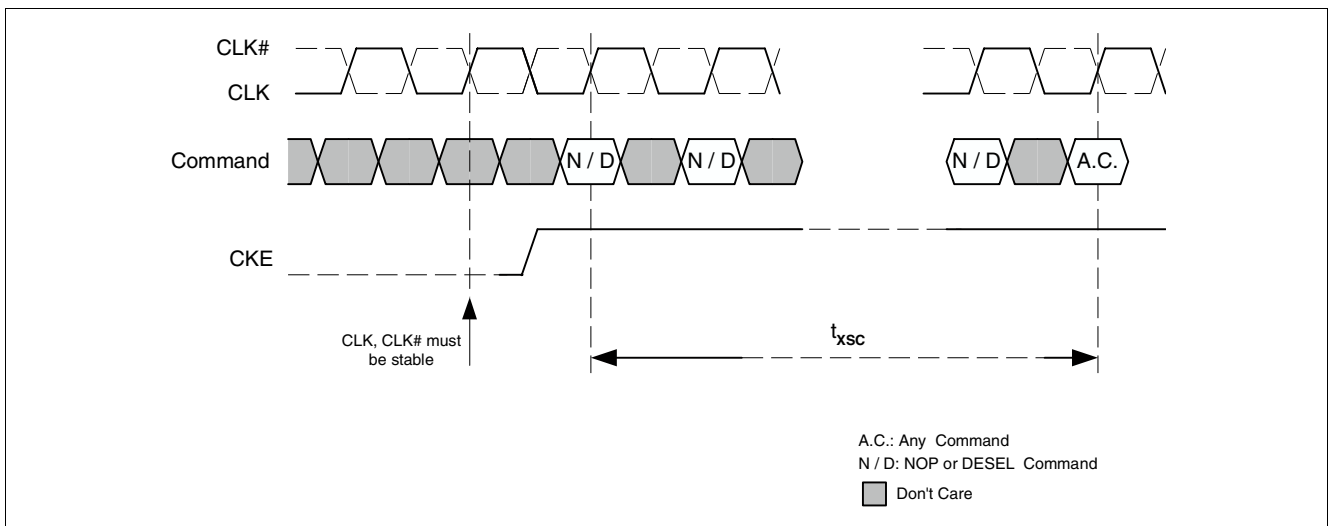 CLK#
CLK
Command
N / D
N / D
N / D
A.C.
CKE
CLK, CLK# must
be stable
tXSC
A.C.: Any Command
N / D: NOP or DESEL Command
Don't Care